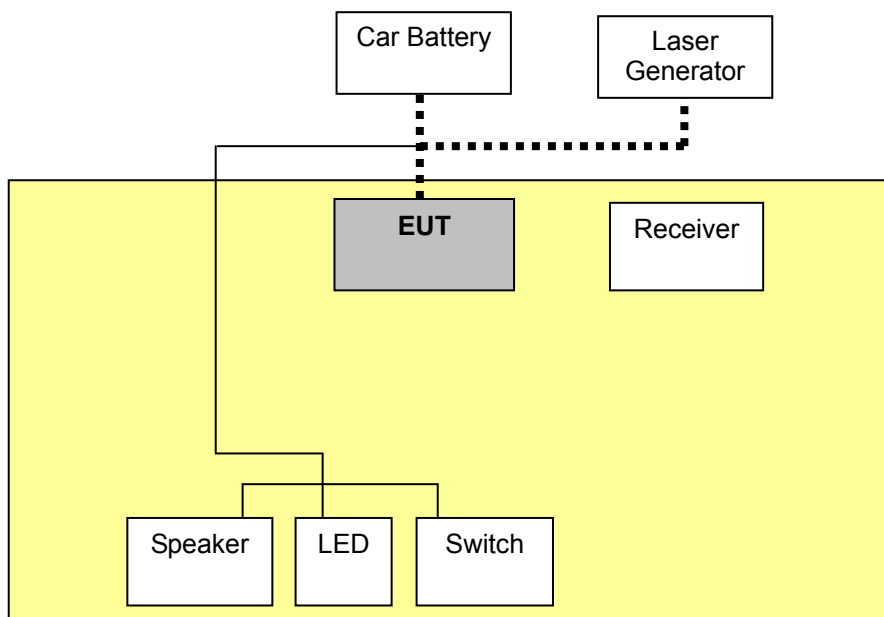 Car Battery
Laser
Generator
EUT
Receiver
Speaker
LED
Switch